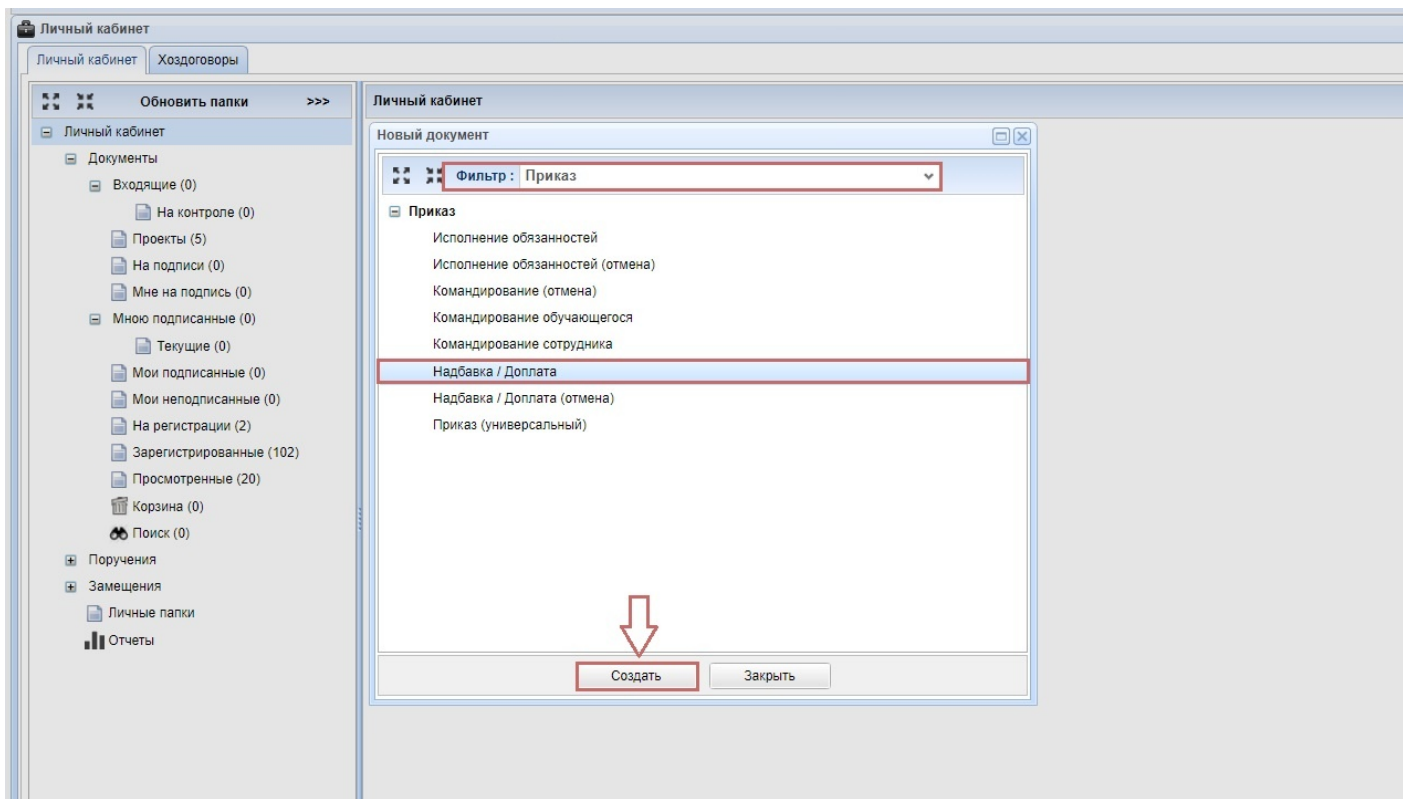 Личный кабинет
Личный кабинет
Хоздоговоры
Обновить папки >>>
Личный кабинет
Документы
Входящие (0)
На контроле (0)
Проекты (5)
На подписи (0)
Мне на подпись (0)
Мною подписанные (0)
Текущие (0)
Мои подписанные (0)
Мои неподписанные (0)
На регистрации (2)
Зарегистрированные (102)
Просмотренные (20)
Корзина (0)
Поиск (0)
Поручения
Замещения
Личные папки
Отчеты
Личный кабинет
Новый документ
Фильтр : Приказ
Приказ
Исполнение обязанностей
Исполнение обязанностей (отмена)
Командирование (отмена)
Командирование обучающегося
Командирование сотрудника
Надбавка / Доплата
Надбавка / Доплата (отмена)
Приказ (универсальный)
Создать
Закрыть